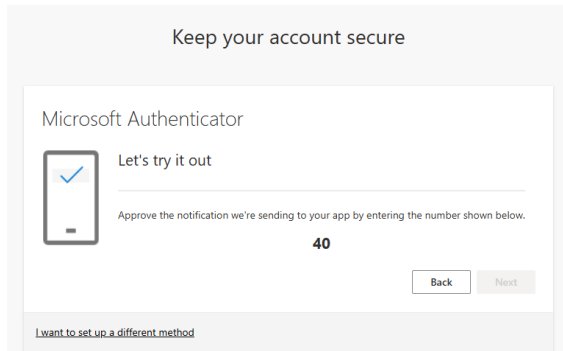 Keep your account secure
Microsoft Authenticator
Let's try it out
Approve the notification we're sending to your app by entering the number shown below.
40
Back
Next
I want to set up a different method